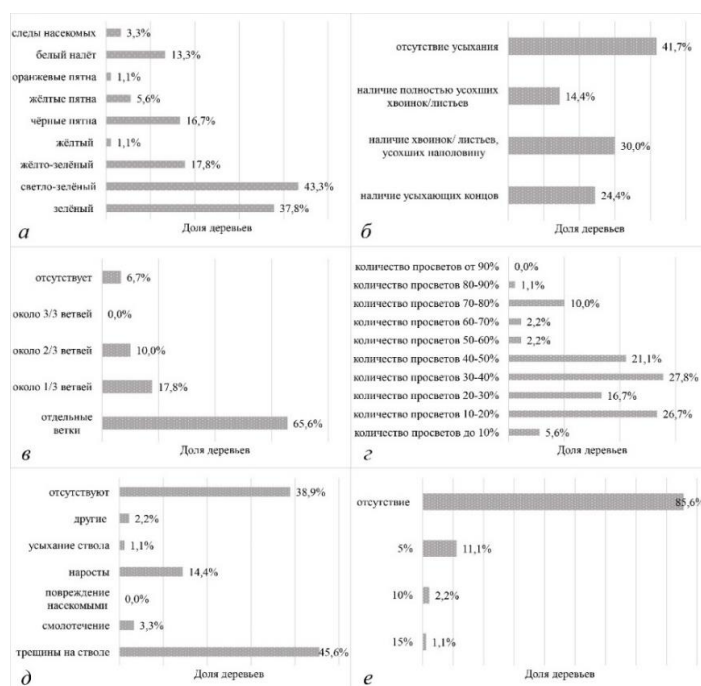 следы насекомых 3,3%
белый налёт 13,3%
оранжевые пятна 1,1%
жёлтые пятна 5,6%
чёрные пятна 16,7%
жёлтый 1,1%
жёлто-зелёный 17,8%
светло-зелёный 43,3%
зелёный 37,8%
а Доля деревьев
отсутствие усыхания 41,7%
наличие полностью усохших
хвоинок/листьев 14,4%
наличие хвоинок/ листьев,
усохших наполовину 30,0%
наличие усыхающих концов 24,4%
б Доля деревьев
отсутствует 6,7%
около 3/3 ветвей 0,0%
около 2/3 ветвей 10,0%
около 1/3 ветвей 17,8%
отдельные
ветки 65,6%
в Доля деревьев
количество просветов от 90% 0,0%
количество просветов 80-90% 1,1%
количество просветов 70-80% 10,0%
количество просветов 60-70% 2,2%
количество просветов 50-60% 2,2%
количество просветов 40-50% 21,1%
количество просветов 30-40% 27,8%
количество просветов 20-30% 16,7%
количество просветов 10-20% 26,7%
количество просветов до 10% 5,6%
г Доля деревьев
отсутствуют 38,9%
другие 2,2%
усыхание ствола 1,1%
наросты 14,4%
повреждение
насекомыми 0,0%
смолотечение 3,3%
трещины на стволе 45,6%
д Доля деревьев
отсутствие 85,6%
5% 11,1%
10% 2,2%
15% 1,1%
е Доля деревьев